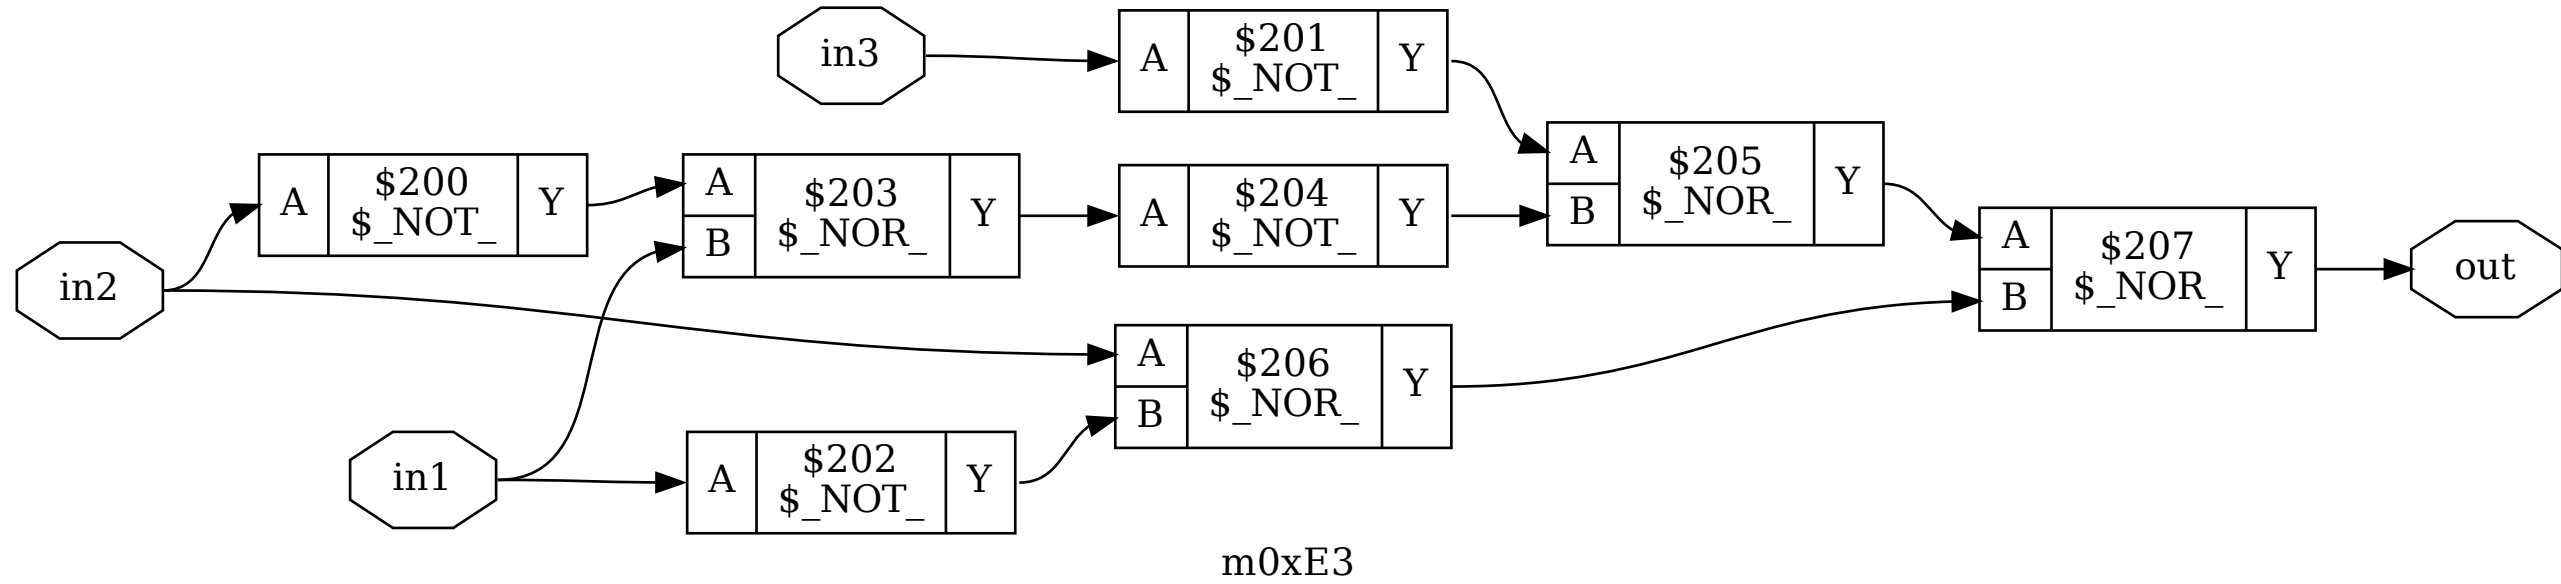 in3
A
$201
$_NOT_
Y
in2
A
$200
$_NOT_
Y
A
B
$203
$_NOR_
Y
A
$204
$_NOT_
Y
A
B
$205
$_NOR_
Y
in1
A
$202
$_NOT_
Y
A
B
$206
$_NOR_
Y
A
B
$207
$_NOR_
Y
out
m0xE3